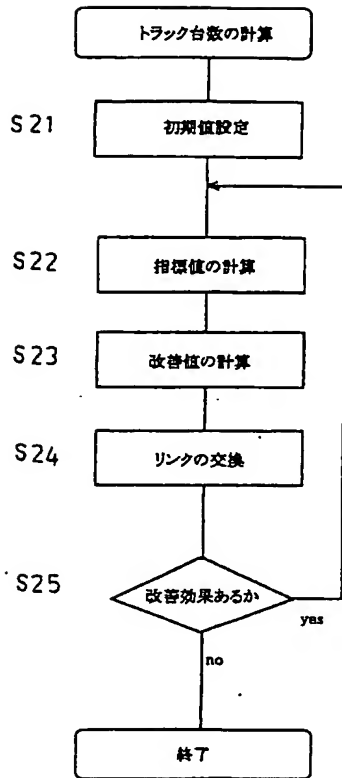 トラック台数の計算
S21
初期値設定
S22
指標値の計算
S23
改善値の計算
S24
リンクの交換
S25
改善効果あるか
yes
no
終了